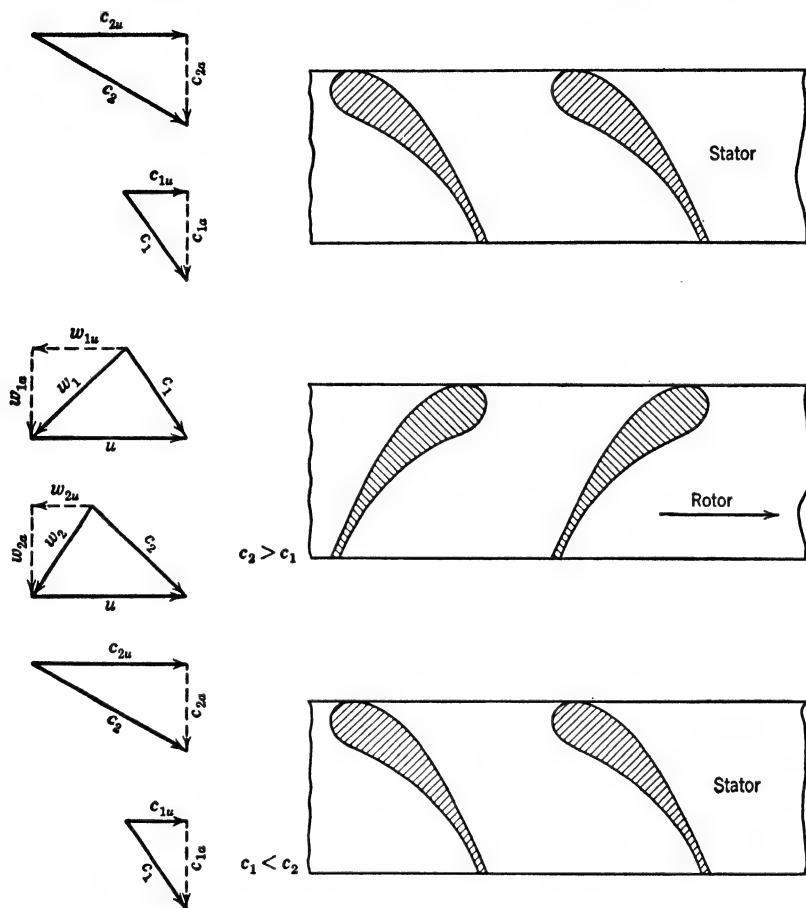 c2u
c2a
c2
Stator
c1u
c1a
c1
w1u
w1a
w1
c1
u
Rotor
w2u
w2a
w2
c2
c2 > c1
u
c2u
c2a
c2
Stator
c1u
c1a
c1
c1 < c2